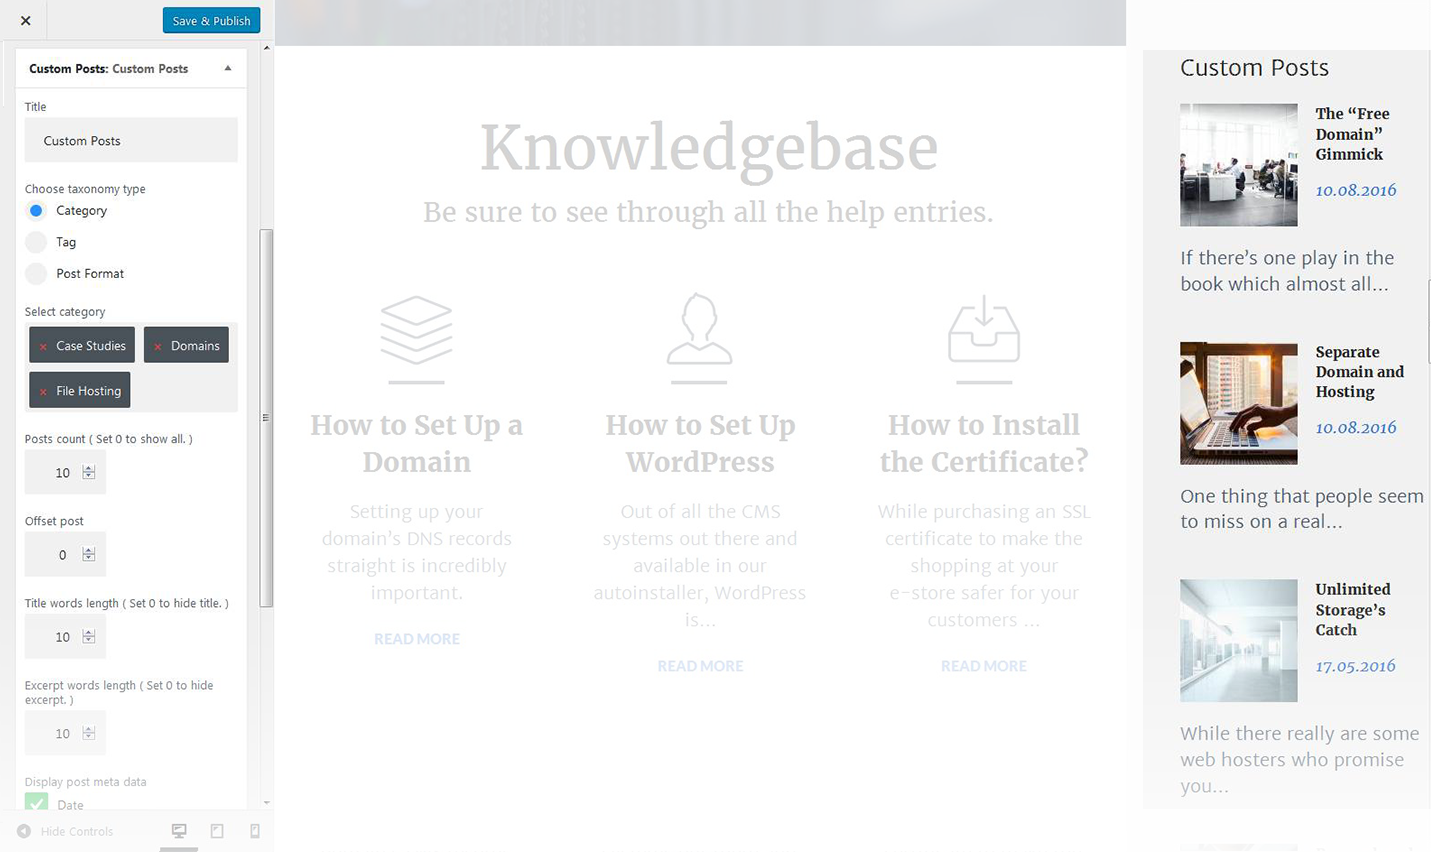 Save & Publish
Custom Posts: Custom Posts
Title
Custom Posts
Choose taxonomy type
Category
Tag
Post Format
Select category
× Case Studies
× Domains
× File Hosting
Posts count ( Set 0 to show all. )
10
Offset post
0
Title words length ( Set 0 to hide title. )
10
Excerpt words length ( Set 0 to hide
excerpt. )
10
Display post meta data
Date
Hide Controls
Knowledgebase
Be sure to see through all the help entries.
How to Set Up a
Domain
Setting up your
domain’s DNS records
straight is incredibly
important.
READ MORE
How to Set Up
WordPress
Out of all the CMS
systems out there and
available in our
autoinstaller, WordPress
is...
READ MORE
How to Install
the Certificate?
While purchasing an SSL
certificate to make the
shopping at your
e-store safer for your
customers ...
READ MORE
Custom Posts
The “Free
Domain”
Gimmick
10.08.2016
If there’s one play in the
book which almost all...
Separate
Domain and
Hosting
10.08.2016
One thing that people seem
to miss on a real...
Unlimited
Storage’s
Catch
17.05.2016
While there really are some
web hosters who promise
you...